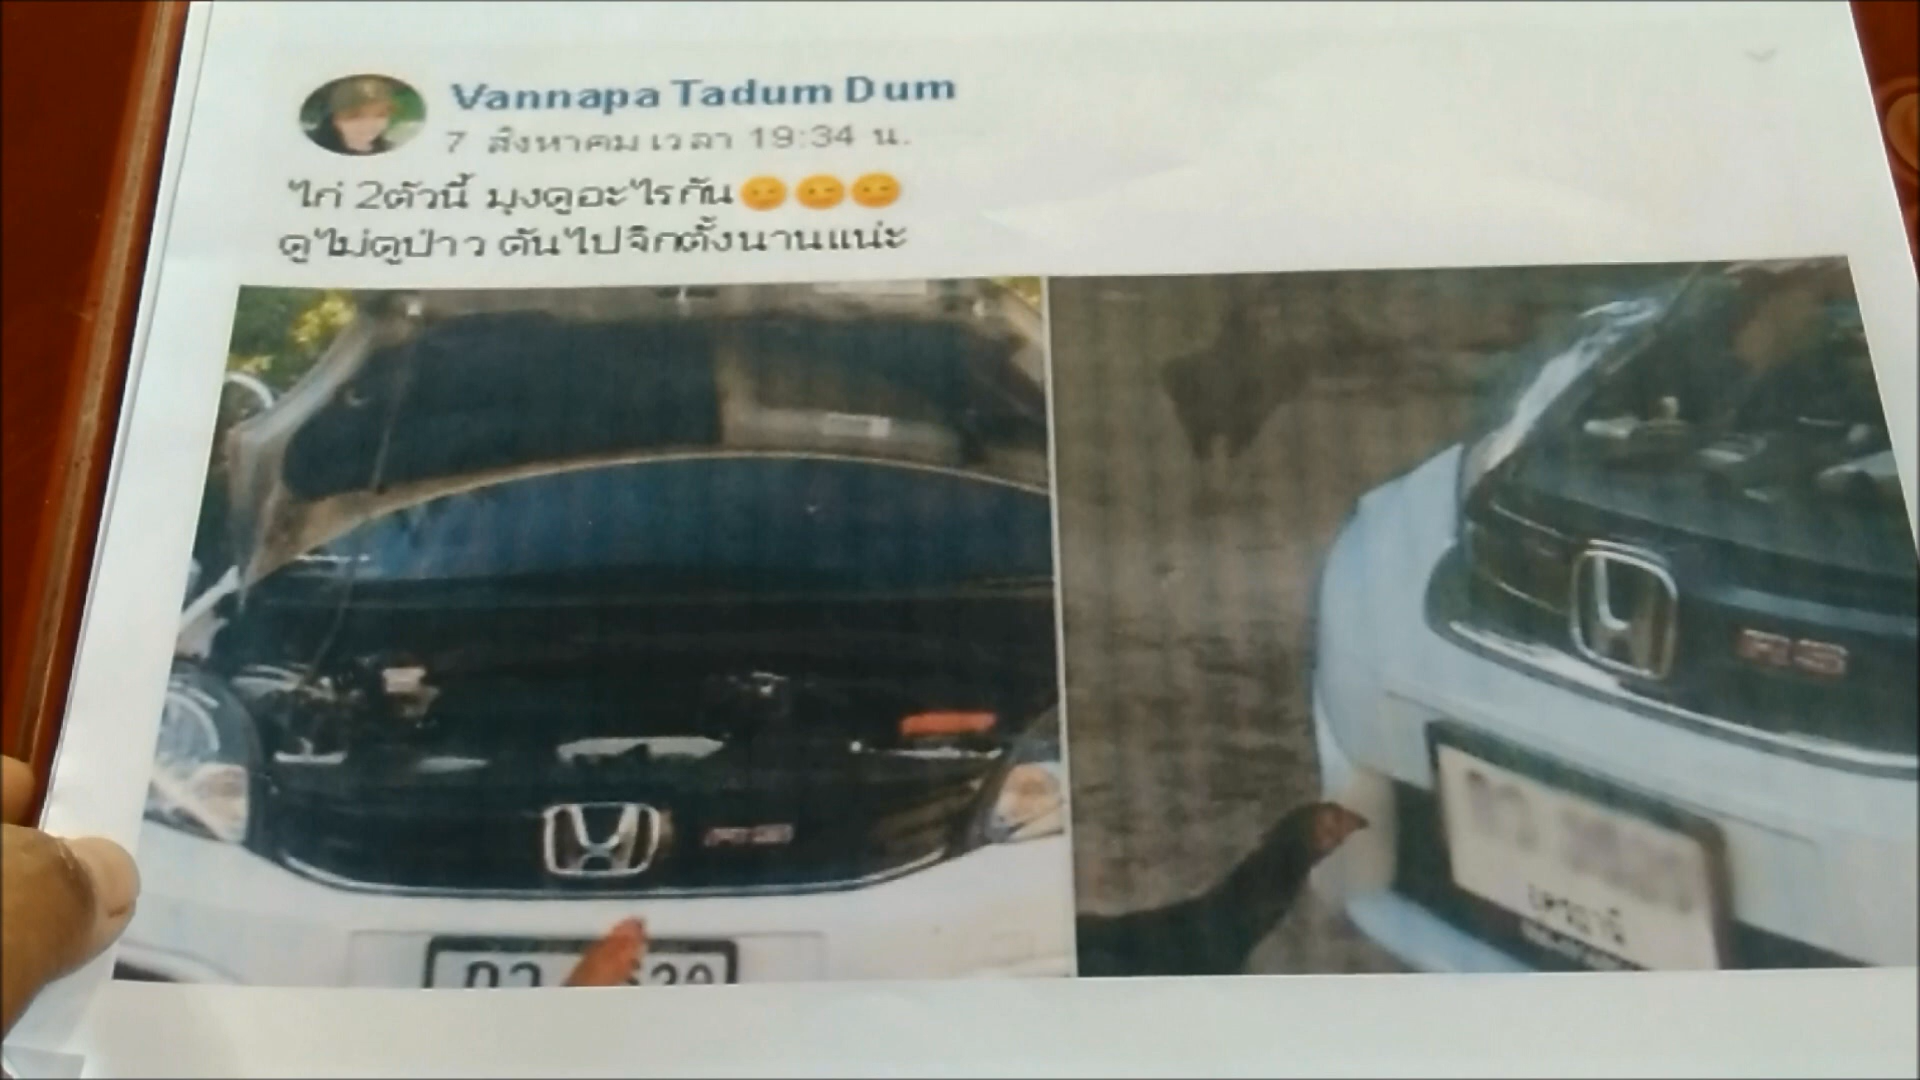 Vannapa Tadum Dum
7 สิงหาคม เวลา 19:34 น.
ไก่ 2ตัวนี้ มุงดูอะไรกัน
ดูไม่ดูป่าว ดันไปจิกตั้งนานแน่ะ
RS
RS